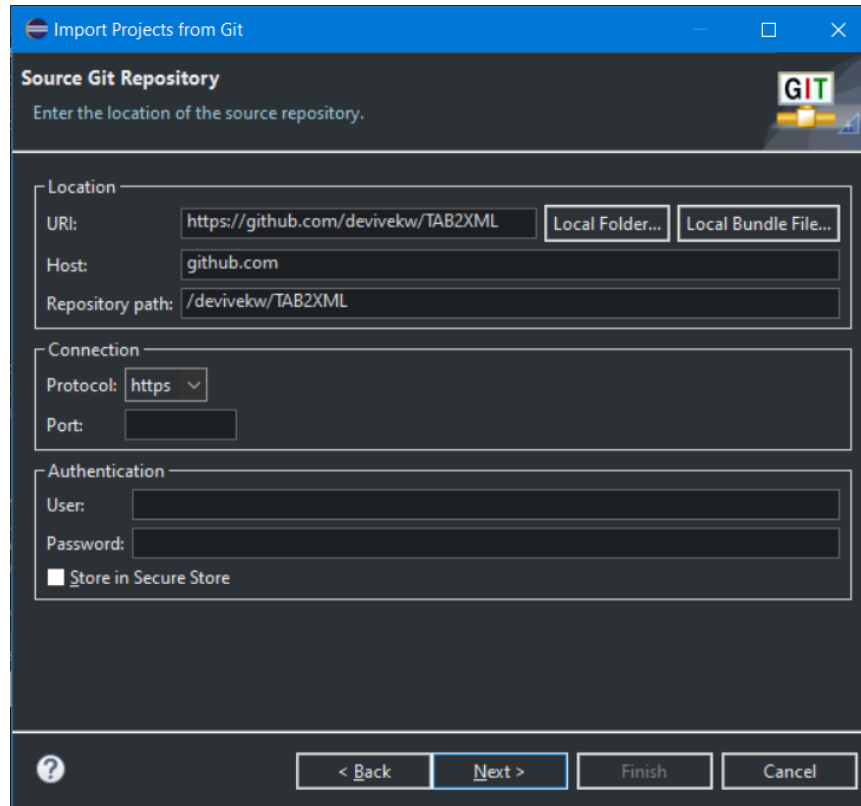 Import Projects from Git
Source Git Repository
Enter the location of the source repository.
GIT
Location
URI: https://github.com/devivekw/TAB2XML Local Folder... Local Bundle File...
Host: github.com
Repository path: /devivekw/TAB2XML
Connection
Protocol: https
Port:
Authentication
User:
Password:
Store in Secure Store
? < Back Next > Finish Cancel